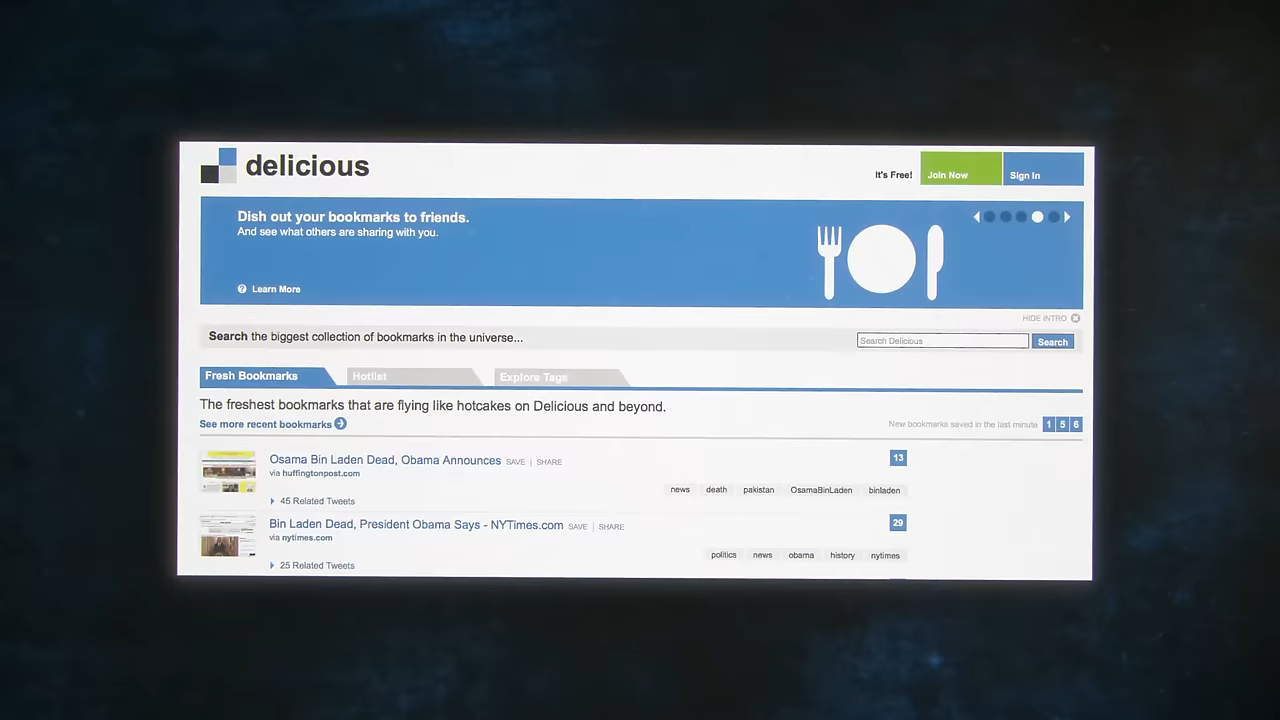 delicious
It's Free!
Join Now
Sign In
Dish out your bookmarks to friends.
And see what others are sharing with you.
? Learn More
HIDE INTRO
Search the biggest collection of bookmarks in the universe...
Search Delicious
Search
Fresh Bookmarks
Hotlist
Explore Tags
The freshest bookmarks that are flying like hotcakes on Delicious and beyond.
See more recent bookmarks
New bookmarks saved in the last minute 1 5 6
Osama Bin Laden Dead, Obama Announces SAVE | SHARE
13
via huffingtonpost.com
news death pakistan OsamaBinLaden binladen
45 Related Tweets
Bin Laden Dead, President Obama Says - NYTimes.com SAVE | SHARE
29
via nytimes.com
politics news obama history nytimes
25 Related Tweets